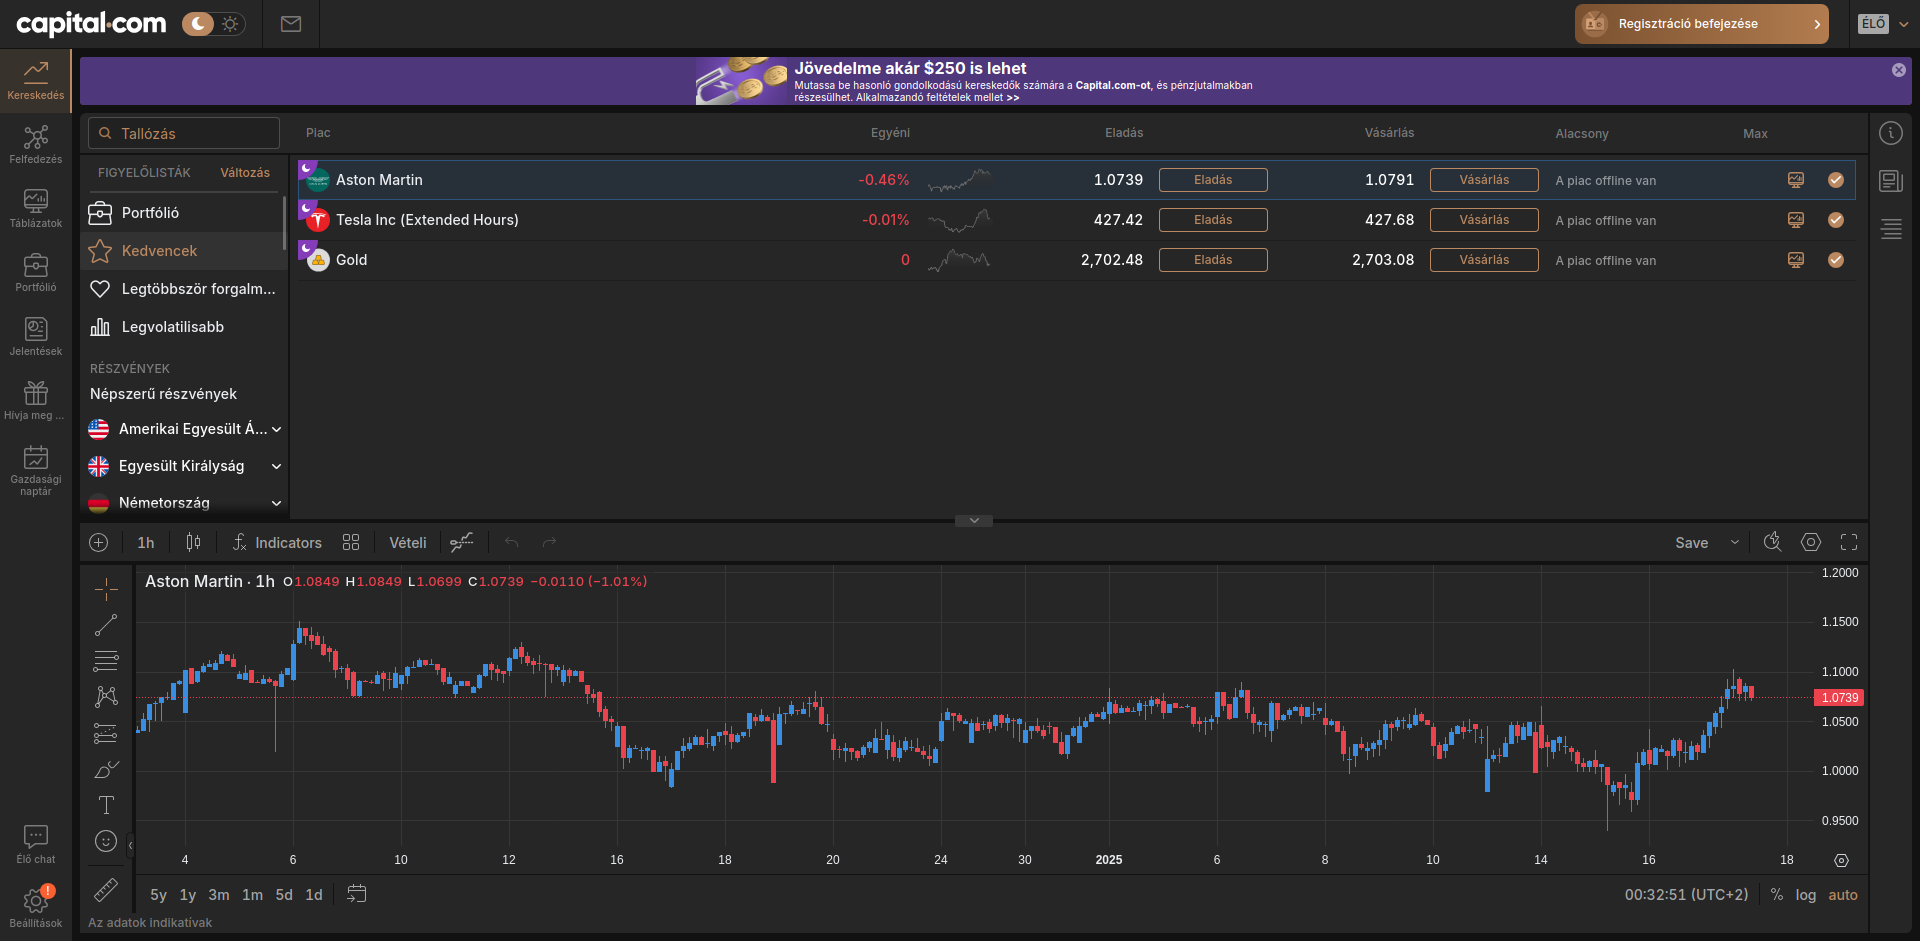 capital.com
Regisztráció befejezése
ÉLŐ
Jövedelme akár $250 is lehet
Mutassa be hasonló gondolkodású kereskedők számára a Capital.com-ot, és pénzjutalmakban
részesülhet. Alkalmazandó feltételek mellet >>
Kereskedés
Felfedezés
Táblázatok
Portfólió
Jelentések
Hívja meg ...
Gazdasági
naptár
Élő chat
!
Beállítások
Tallózás
FIGYELŐLISTÁK Változás
Portfólió
Kedvencek
Legtöbbször forgalm...
Legvolatilisabb
RÉSZVÉNYEK
Népszerű részvények
Amerikai Egyesült Á...
Egyesült Királyság
Németország
Piac Egyéni Eladás Vásárlás Alacsony Max
Aston Martin -0.46% 1.0739 Eladás 1.0791 Vásárlás A piac offline van
Tesla Inc (Extended Hours) -0.01% 427.42 Eladás 427.68 Vásárlás A piac offline van
Gold 0 2,702.48 Eladás 2,703.08 Vásárlás A piac offline van
1h Indicators Vételi Save
Aston Martin · 1h O1.0849 H1.0849 L1.0699 C1.0739 −0.0110 (−1.01%)
1.2000
1.1500
1.1000
1.0739
1.0500
1.0000
0.9500
4 6 10 12 16 18 20 24 30 2025 6 8 10 14 16 18
5y 1y 3m 1m 5d 1d 00:32:51 (UTC+2) % log auto
Az adatok indikatívak